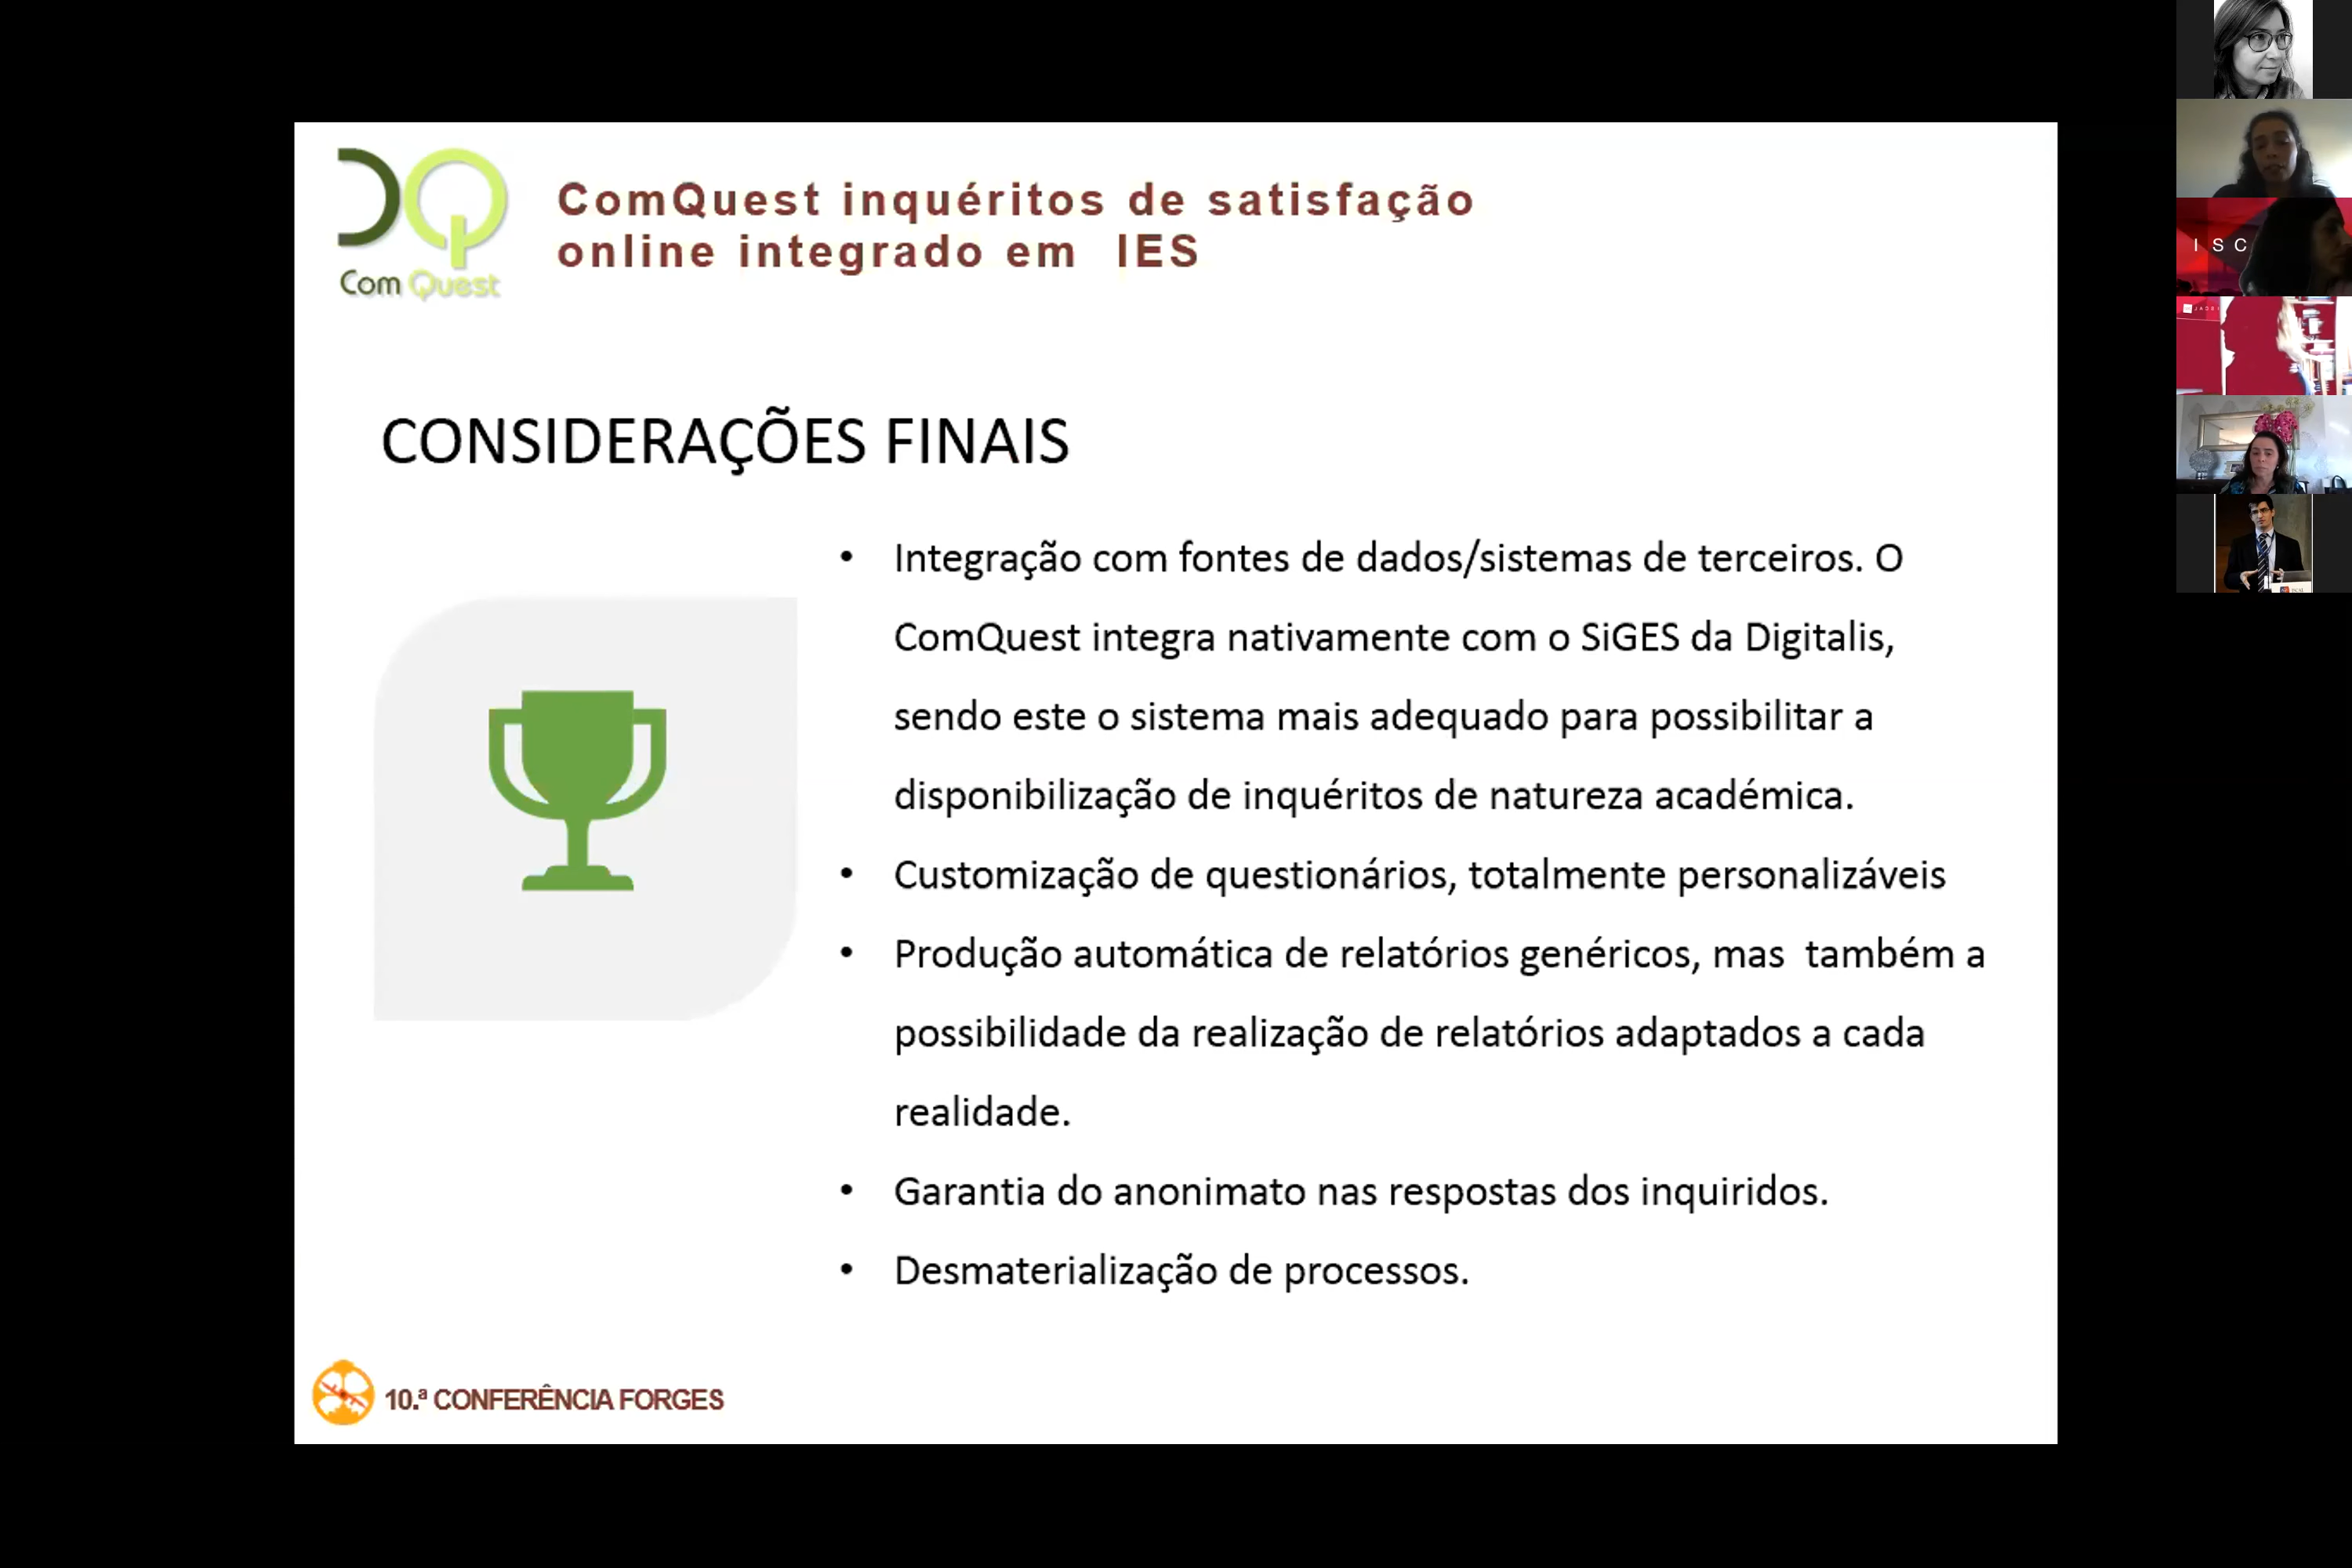 ComQuest inquéritos de satisfação
online integrado em IES
Com Quest
CONSIDERAÇÕES FINAIS
• Integração com fontes de dados/sistemas de terceiros. O
ComQuest integra nativamente com o SiGES da Digitalis,
sendo este o sistema mais adequado para possibilitar a
disponibilização de inquéritos de natureza académica.
• Customização de questionários, totalmente personalizáveis
• Produção automática de relatórios genéricos, mas também a
possibilidade da realização de relatórios adaptados a cada
realidade.
• Garantia do anonimato nas respostas dos inquiridos.
• Desmaterialização de processos.
10.ª CONFERÊNCIA FORGES
I S C